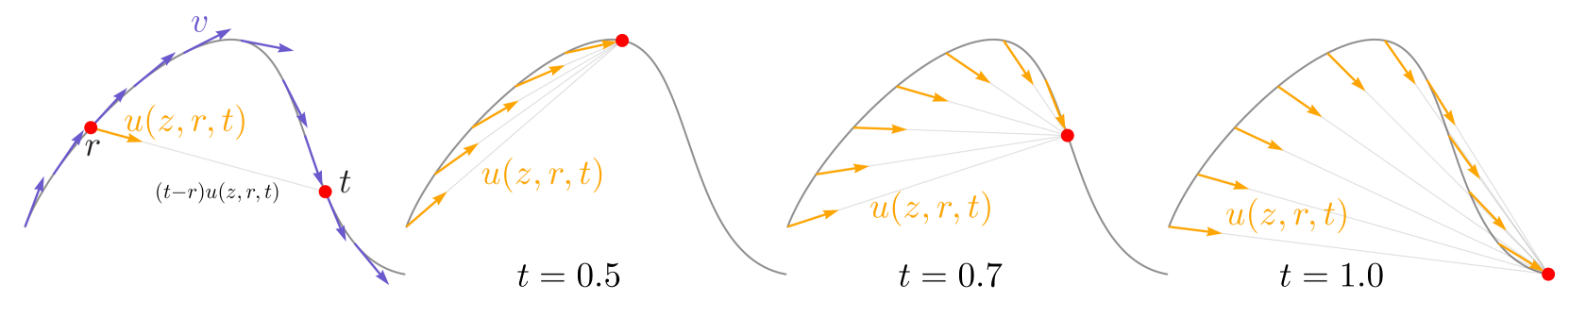 v
u(z, r, t)
r
t
(t−r)u(z, r, t)
u(z, r, t)
t = 0.5
u(z, r, t)
t = 0.7
u(z, r, t)
t = 1.0